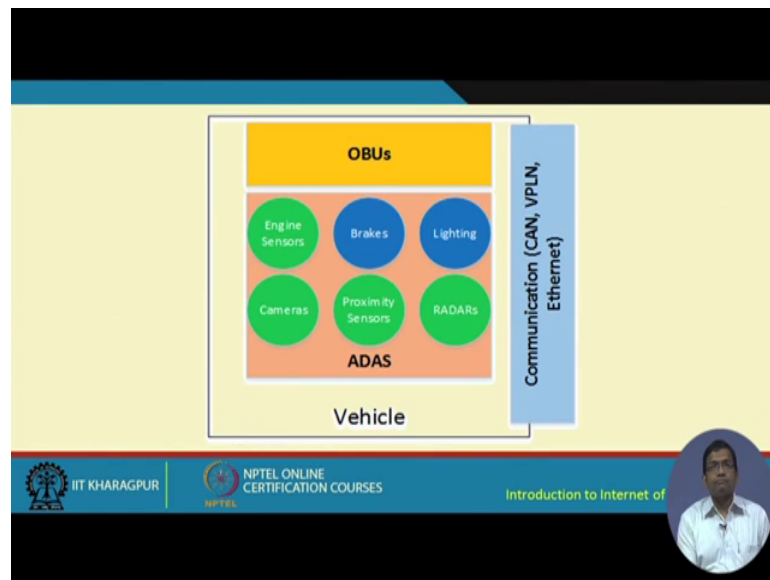 OBUs
Engine
Sensors
Brakes
Lighting
Cameras
Proximity
Sensors
RADARs
ADAS
Vehicle
Communication (CAN, VPLN,
Ethernet)
IIT KHARAGPUR
NPTEL
NPTEL ONLINE
CERTIFICATION COURSES
Introduction to Internet of